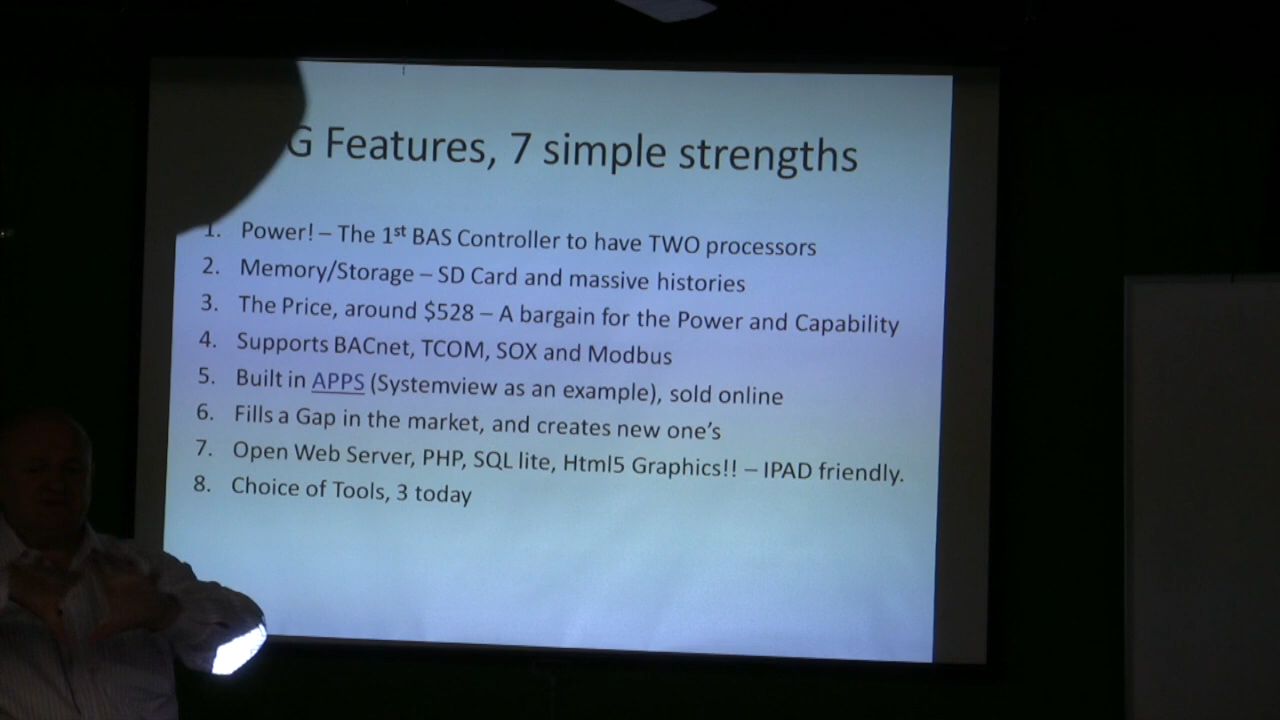 G Features, 7 simple strengths
1. Power! – The 1st BAS Controller to have TWO processors
2. Memory/Storage – SD Card and massive histories
3. The Price, around $528 – A bargain for the Power and Capability
4. Supports BACnet, TCOM, SOX and Modbus
5. Built in APPS (Systemview as an example), sold online
6. Fills a Gap in the market, and creates new one's
7. Open Web Server, PHP, SQL lite, Html5 Graphics!! – IPAD friendly.
8. Choice of Tools, 3 today